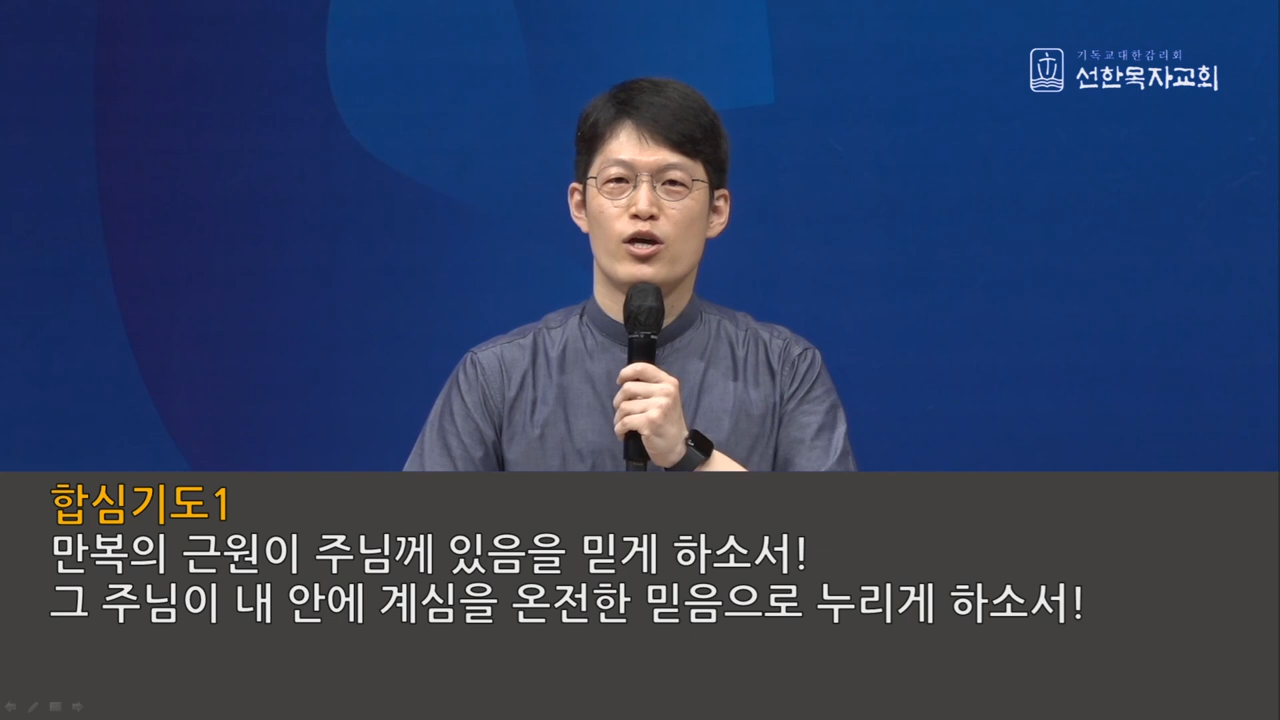 기독교대한감리회
선한목자교회
합심기도1
만복의 근원이 주님께 있음을 믿게 하소서!
그 주님이 내 안에 계심을 온전한 믿음으로 누리게 하소서!